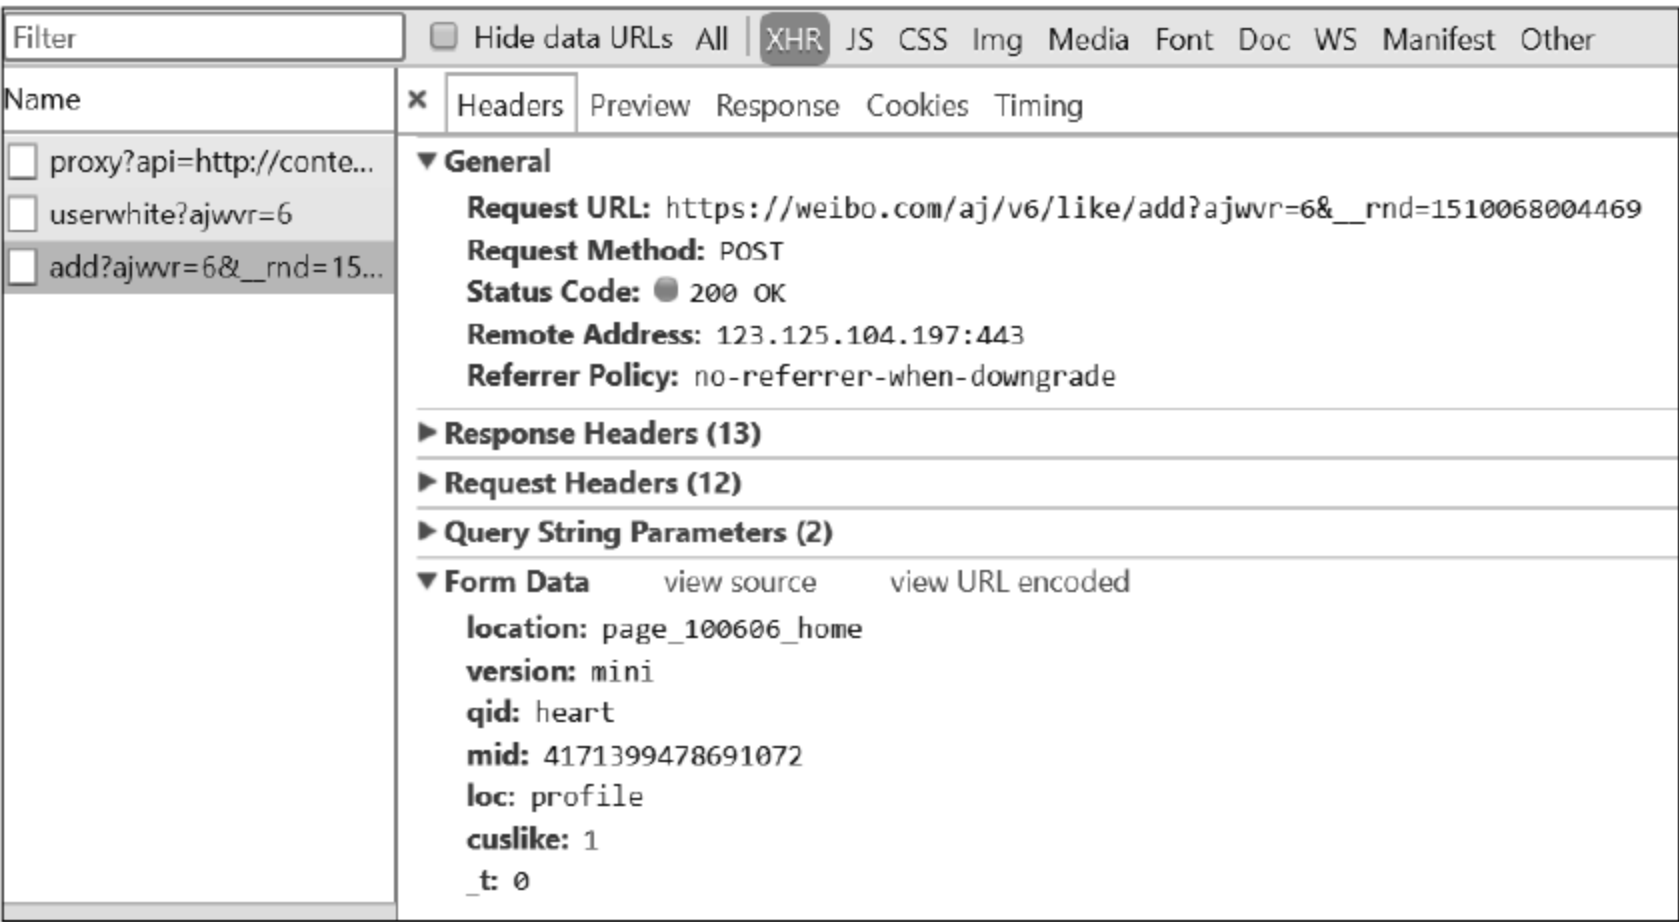 Filter
Hide data URLs All XHR JS CSS Img Media Font Doc WS Manifest Other
Name
× Headers Preview Response Cookies Timing
proxy?api=http://conte...
userwhite?ajwvr=6
add?ajwvr=6&__rnd=15...
General
Request URL: https://weibo.com/aj/v6/like/add?ajwvr=6&__rnd=1510068004469
Request Method: POST
Status Code: 200 OK
Remote Address: 123.125.104.197:443
Referrer Policy: no-referrer-when-downgrade
Response Headers (13)
Request Headers (12)
Query String Parameters (2)
Form Data view source view URL encoded
location: page_100606_home
version: mini
qid: heart
mid: 4171399478691072
loc: profile
cuslike: 1
_t: 0